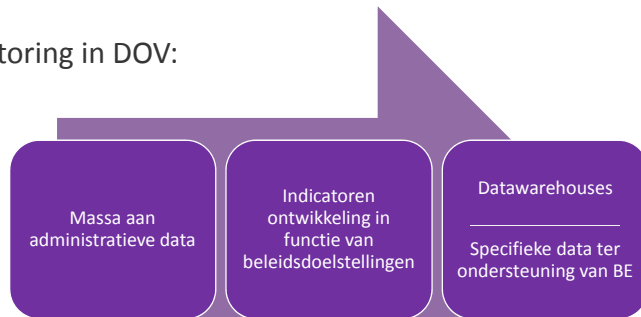 toring in DOV:
Massa aan
administratieve data
Indicatoren
ontwikkeling in
functie van
beleidsdoelstellingen
Datawarehouses
Specifieke data ter
ondersteuning van BE